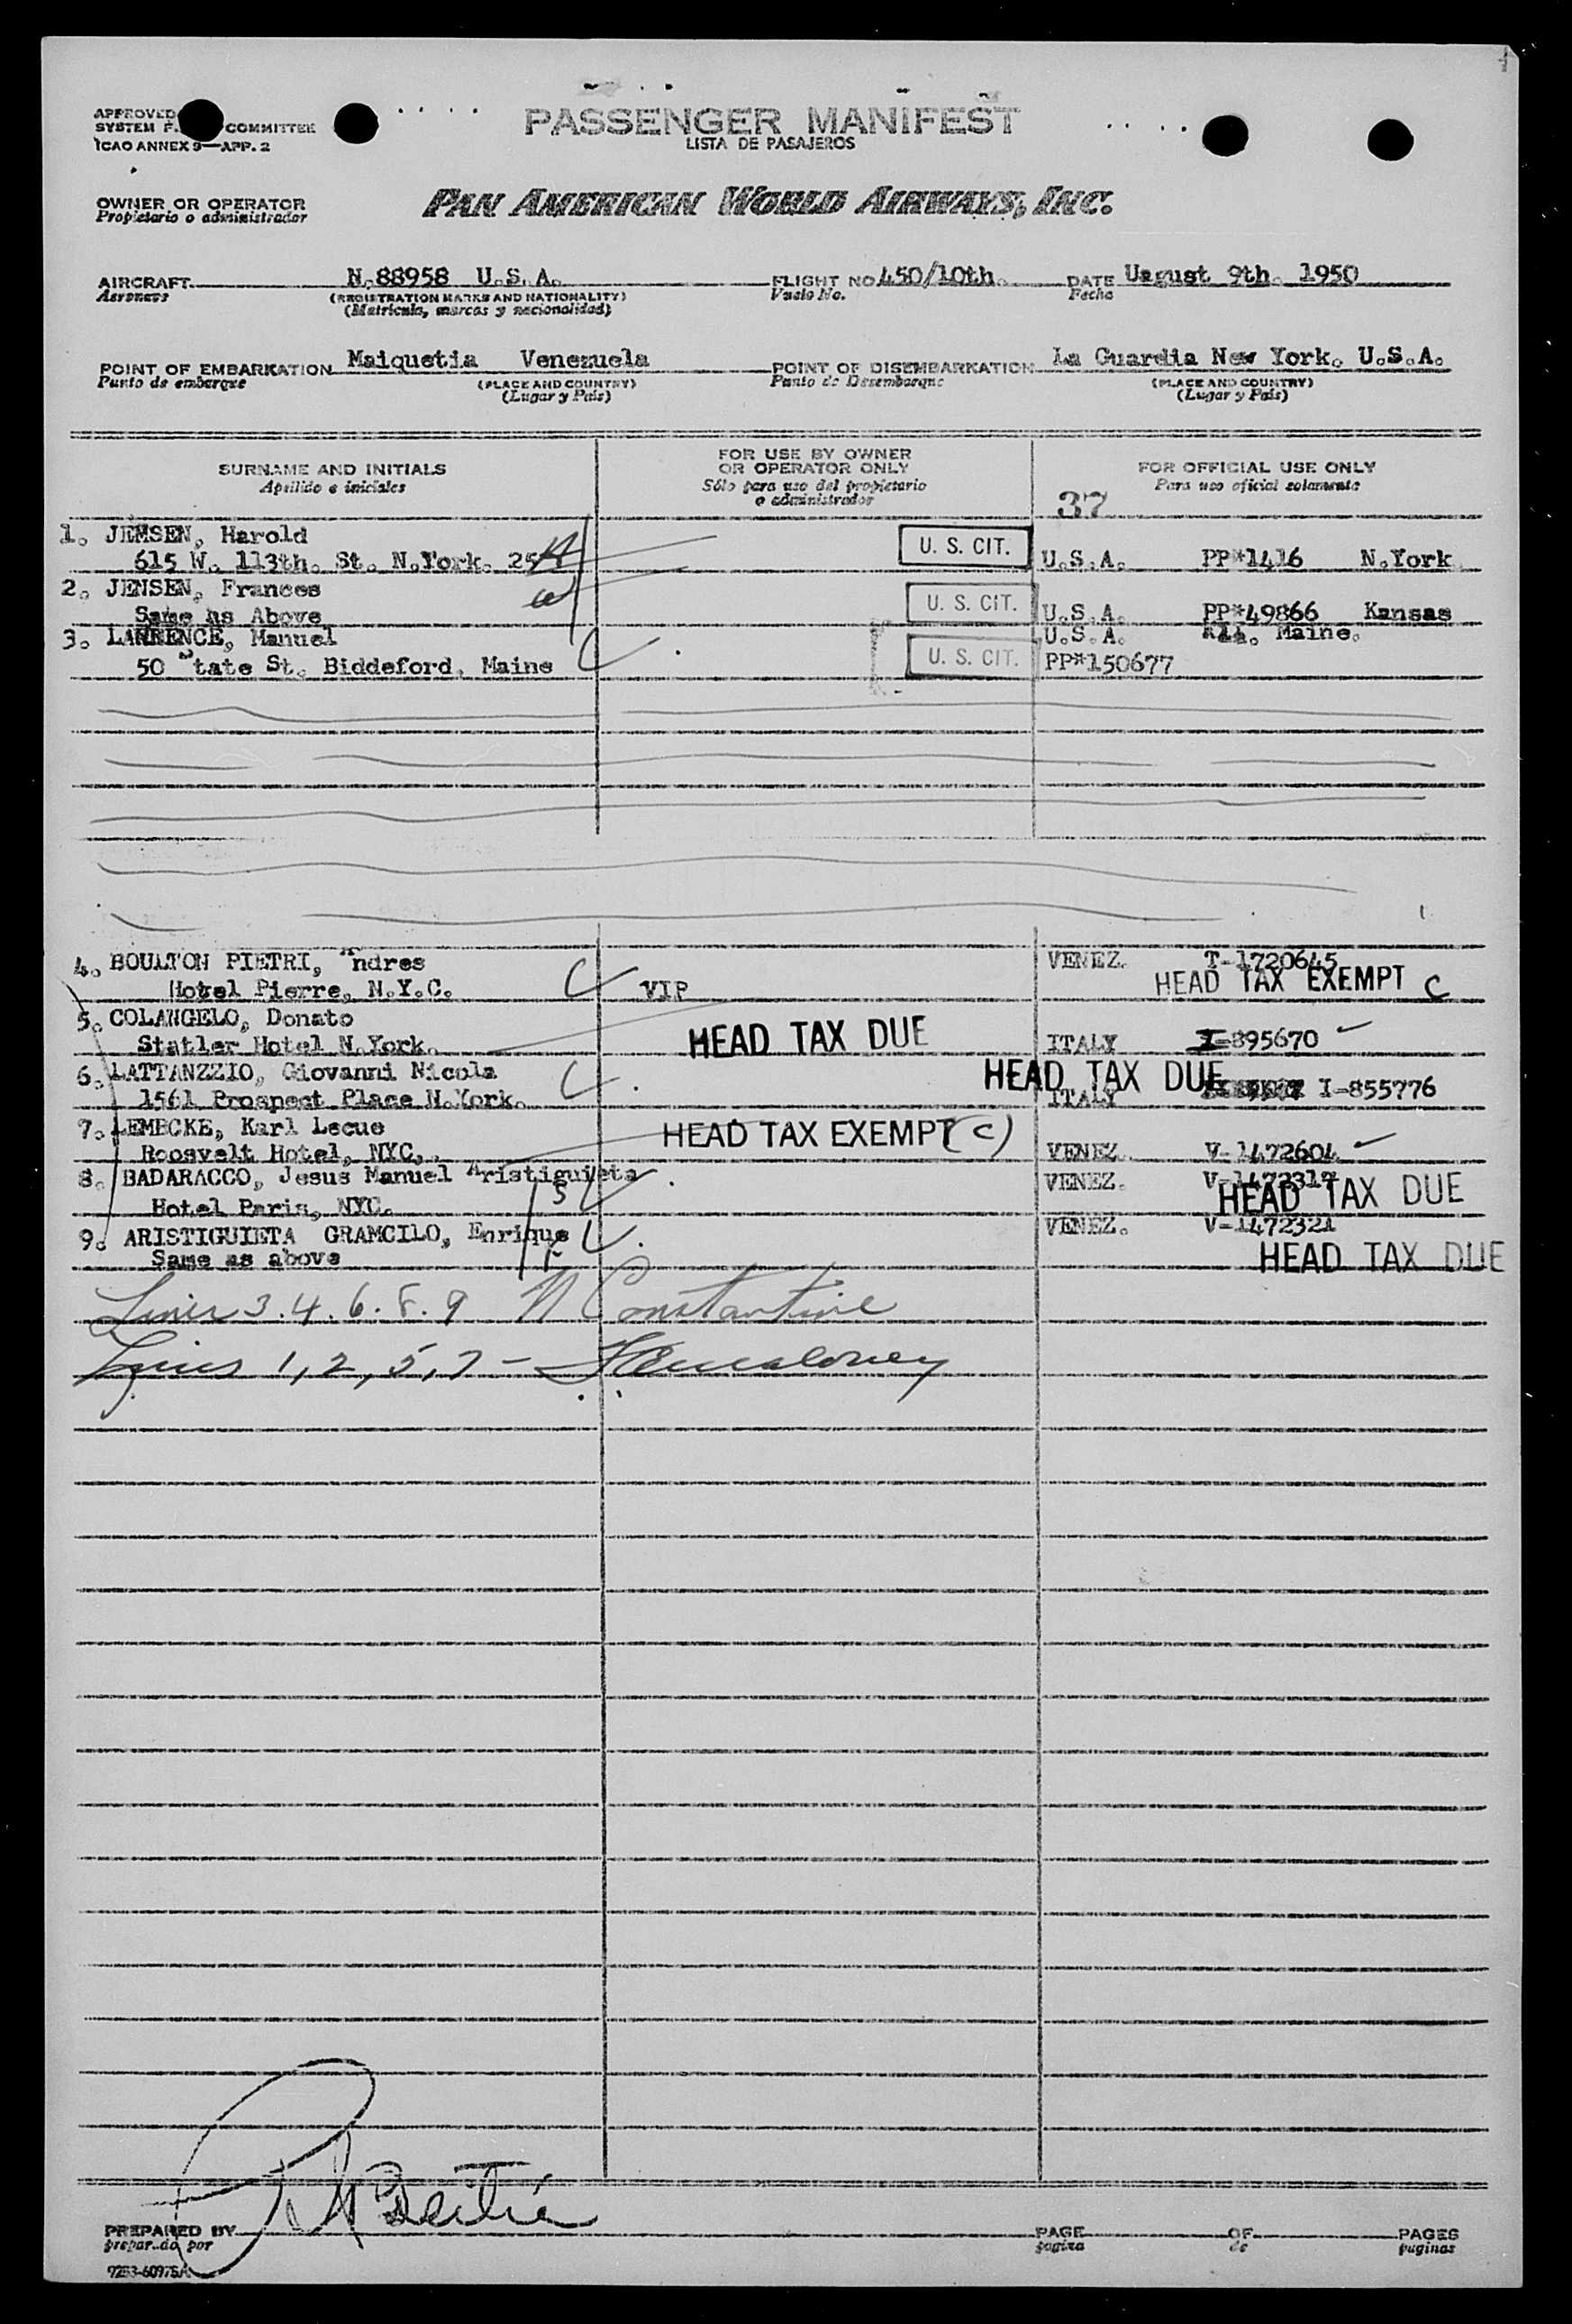 APPROVED
SYSTEM F. COMMITTEE
ICAO ANNEX 9—APP. 2
PASSENGER MANIFEST
LISTA DE PASAJEROS
OWNER OR OPERATOR
Propietario o administrador
PAN AMERICAN WORLD AIRWAYS, INC.
AIRCRAFT N.88958 U.S.A. FLIGHT NO. 450/10th. DATE Uagust 9th. 1950
Aeronave (REGISTRATION MARKS AND NATIONALITY) Vuelo No. Fecha
(Matricula, marcas y nacionalidad)
POINT OF EMBARKATION Maiquetia Venezuela POINT OF DISEMBARKATION La Guardia New York. U.S.A.
Punto de embarque (PLACE AND COUNTRY) Punto de Desembarque (PLACE AND COUNTRY)
(Lugar y Pais) (Lugar y Pais)
SURNAME AND INITIALS FOR USE BY OWNER OR OPERATOR ONLY FOR OFFICIAL USE ONLY
Apellido e iniciales Sólo para uso del propietario o administrador Para uso oficial solamente
37
1. JEMSEN, Harold
615 W. 113th. St. N.York. 25 U. S. CIT. U.S.A. PP*1416 N.York
2. JENSEN, Frances
Same as Above U. S. CIT. U.S.A. PP*49866 Kansas
3. LAWRENCE, Manuel U.S.A. Maine.
50 State St. Biddeford, Maine U. S. CIT. PP*150677
4. BOULTON PIETRI, Andres VENEZ. T-1720645
Hotel Pierre, N.Y.C. C VIP HEAD TAX EXEMPT C
5. COLANGELO, Donato HEAD TAX DUE
Statler Hotel N.York. ITALY I-895670
6. LATTANZZIO, Giovanni Nicola HEAD TAX DUE
1561 Prospect Place N.York. C ITALY I-855776
7. LEMBCKE, Karl Lecue HEAD TAX EXEMPT (C)
Roosvelt Hotel, NYC,. VENEZ. V-1472604
8. BADARACCO, Jesus Manuel Aristiguieta VENEZ. V-1472319
Hotel Paris, NYC. HEAD TAX DUE
9. ARISTIGUIETA GRAMCILO, Enrique VENEZ. V-1472321
Same as above HEAD TAX DUE
Lines 3. 4. 6. 8. 9 N Constantine
Lines 1, 2, 5, 7 -
PREPARED BY PAGE OF PAGES
preparado por pagina de paginas